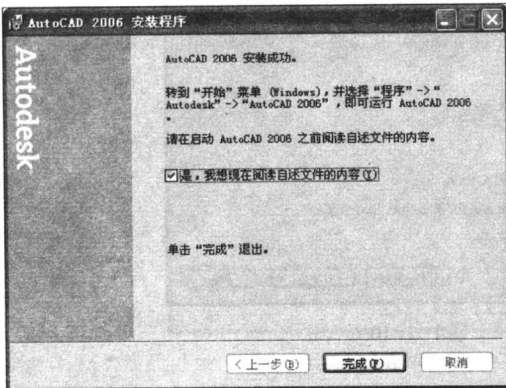 AutoCAD 2006 安装程序
Autodesk
AutoCAD 2006 安装成功。
转到“开始”菜单 (Windows)，并选择“程序”->“
Autodesk”->“AutoCAD 2006”，即可运行 AutoCAD 2006
。
请在启动 AutoCAD 2006 之前阅读自述文件的内容。
是，我想现在阅读自述文件的内容(Y)
单击“完成”退出。
<上一步(B)
完成(F)
取消